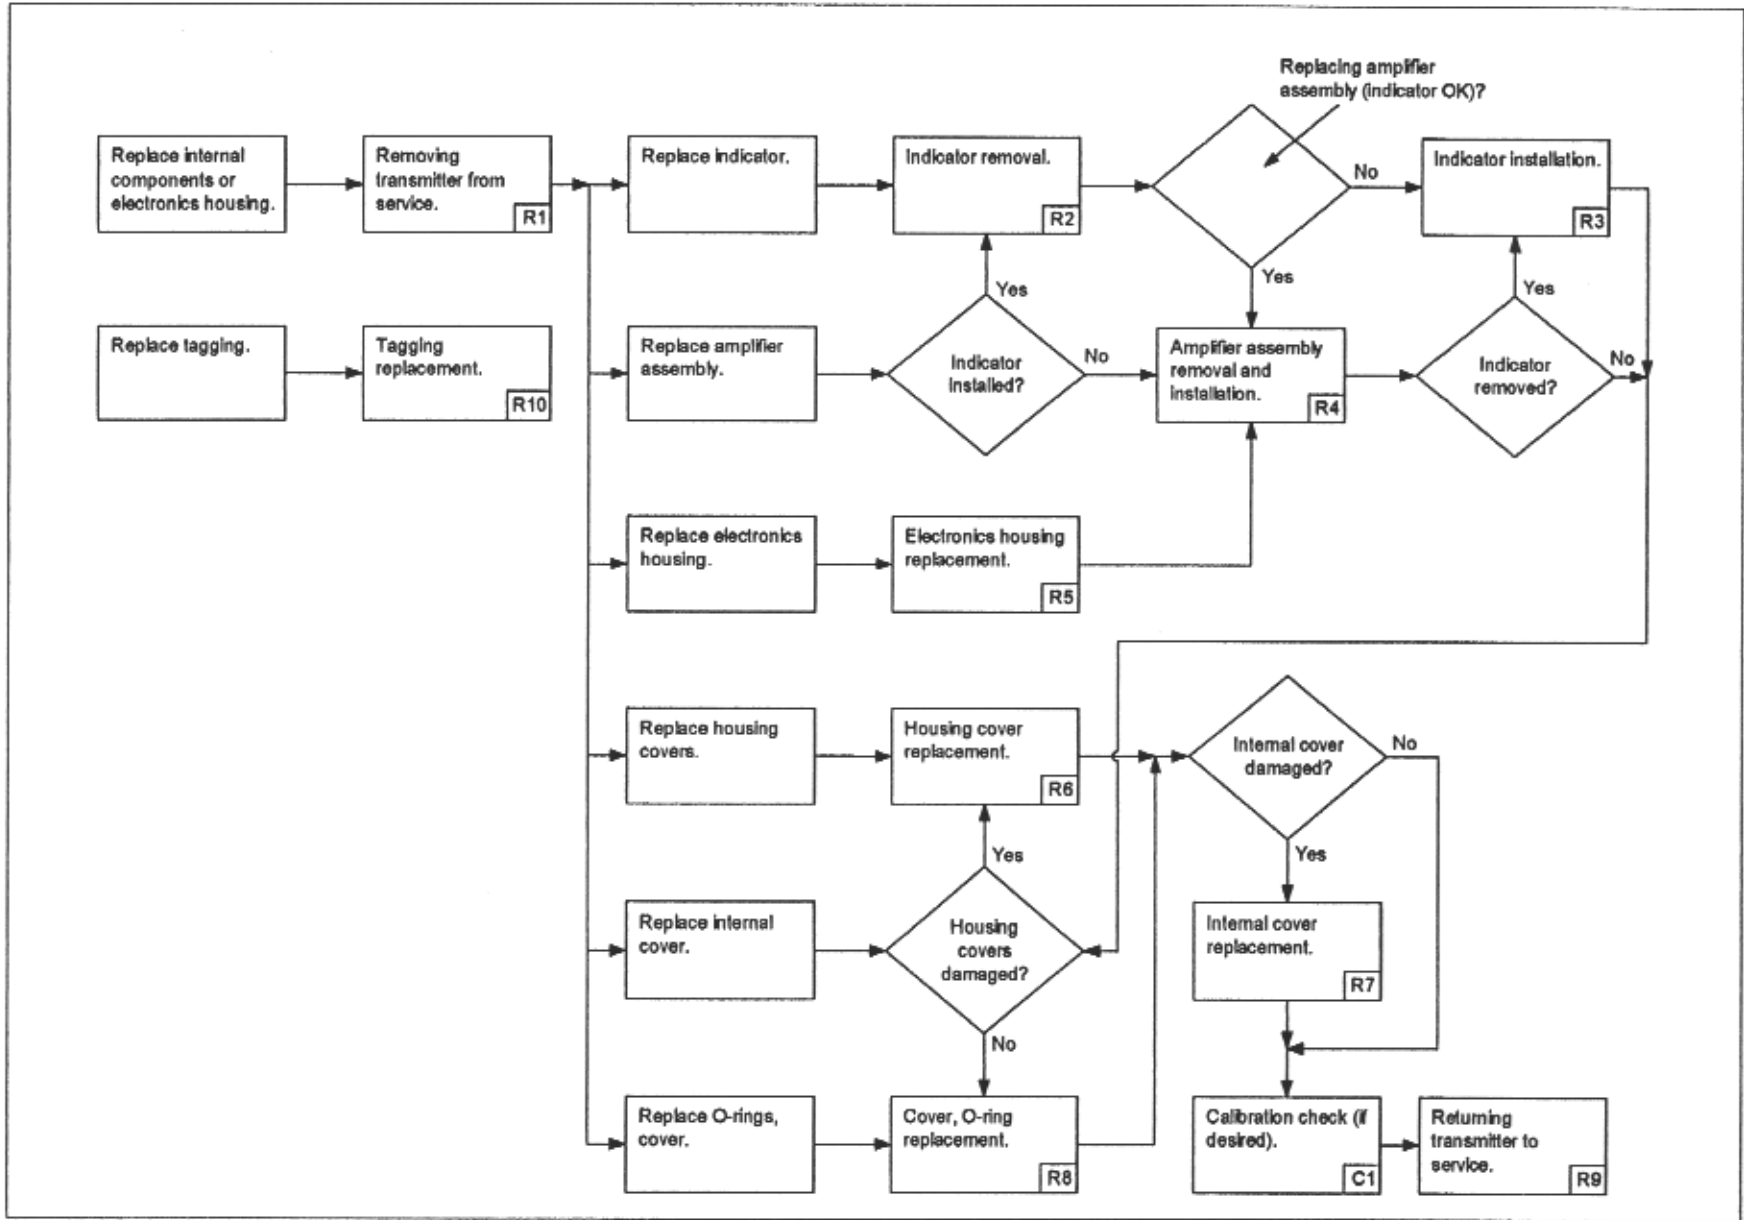 Replacing amplifier
assembly (indicator OK)?
Replace internal
components or
electronics housing.
Removing
transmitter from
service.
R1
Replace indicator.
Indicator removal.
R2
No
Indicator installation.
R3
Yes
Yes
Yes
Replace tagging.
Tagging
replacement.
R10
Replace amplifier
assembly.
Indicator
installed?
No
Amplifier assembly
removal and
installation.
R4
Indicator
removed?
No
Replace electronics
housing.
Electronics housing
replacement.
R5
Replace housing
covers.
Housing cover
replacement.
R6
Internal cover
damaged?
No
Yes
Yes
Replace internal
cover.
Housing
covers
damaged?
Internal cover
replacement.
R7
No
Replace O-rings,
cover.
Cover, O-ring
replacement.
R8
Calibration check (if
desired).
C1
Returning
transmitter to
service.
R9